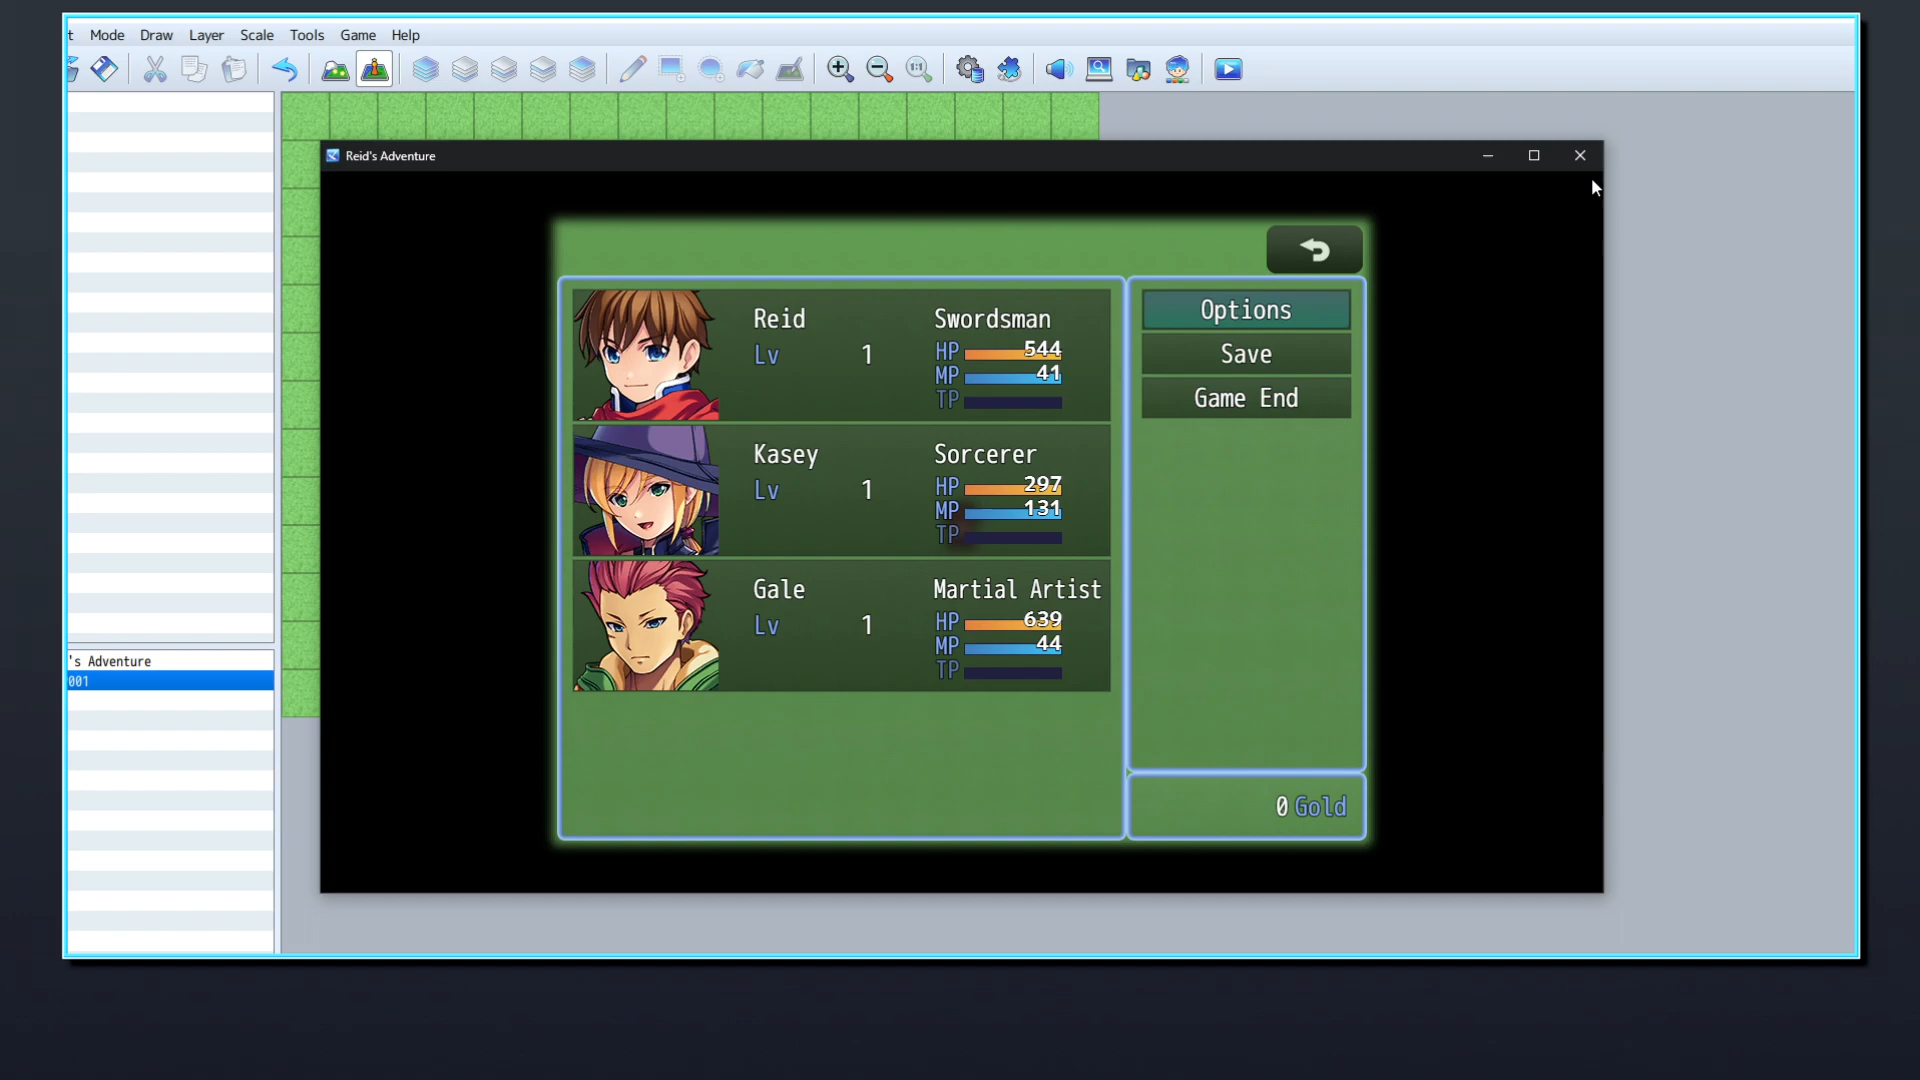 t Mode Draw Layer Scale Tools Game Help
1:1
Reid's Adventure
Reid Swordsman
Lv 1 HP 544
MP 41
TP
Kasey Sorcerer
Lv 1 HP 297
MP 131
TP
Gale Martial Artist
Lv 1 HP 639
MP 44
TP
Options
Save
Game End
0 Gold
's Adventure
001